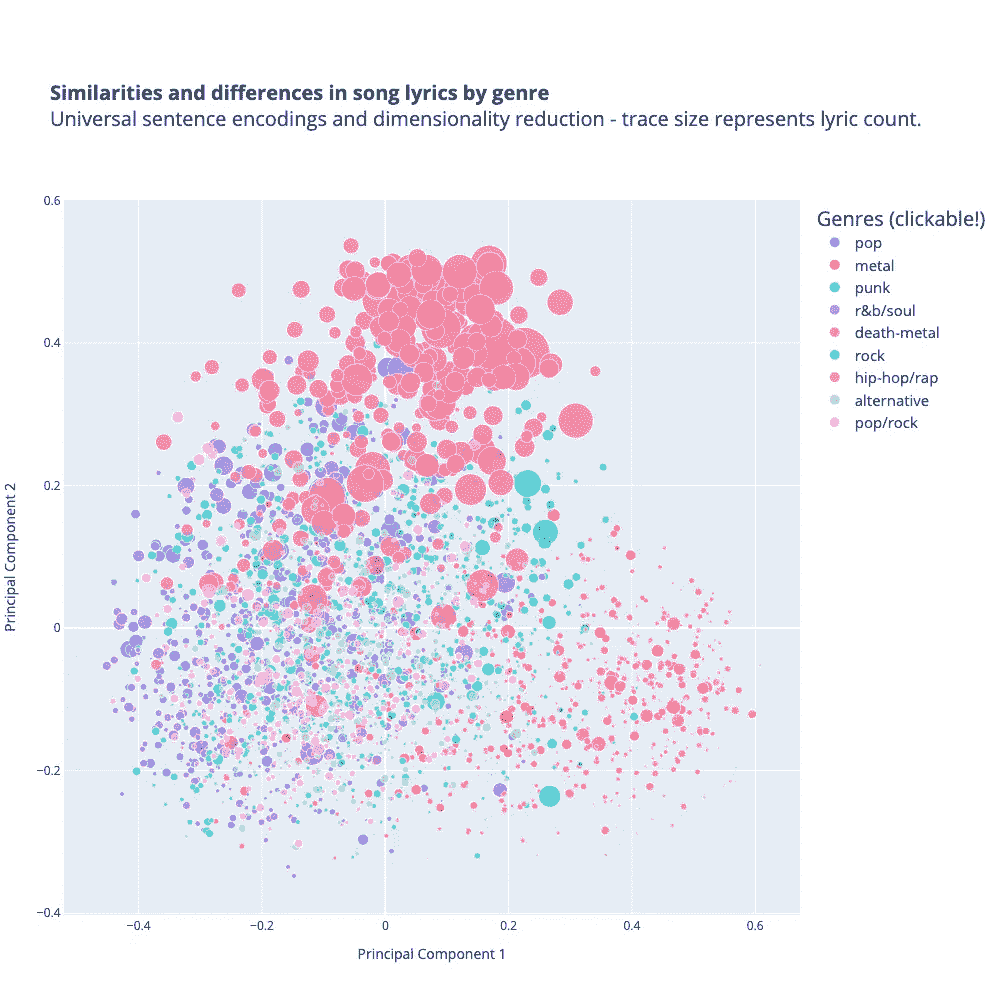 Similarities and differences in song lyrics by genre
Universal sentence encodings and dimensionality reduction - trace size represents lyric count.
0.6
0.4
0.2
0
−0.2
−0.4
Principal Component 2
−0.4
−0.2
0
0.2
0.4
0.6
Principal Component 1
Genres (clickable!)
pop
metal
punk
r&b/soul
death-metal
rock
hip-hop/rap
alternative
pop/rock